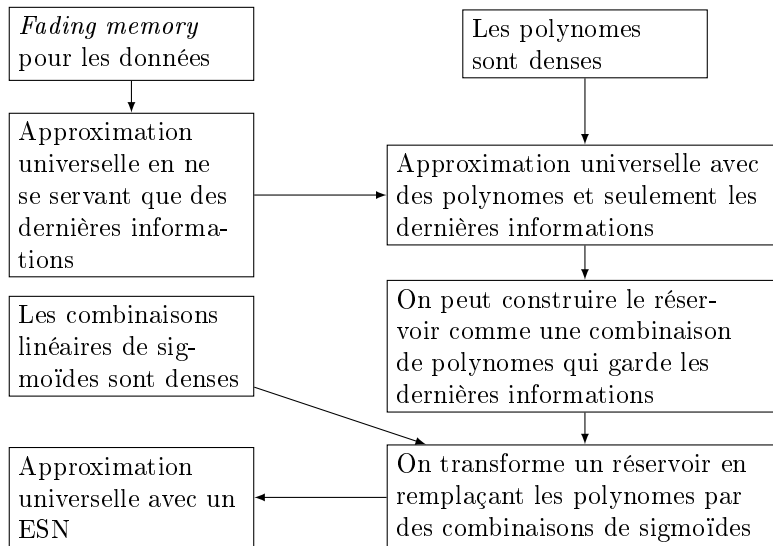 Fading memory
pour les données
Les polynomes
sont denses
Approximation
universelle en ne
se servant que des
dernières informa-
tions
Approximation universelle avec
des polynomes et seulement les
dernières informations
Les combinaisons
linéaires de sig-
moïdes sont denses
On peut construire le réser-
voir comme une combinaison
de polynomes qui garde les
dernières informations
Approximation
universelle avec un
ESN
On transforme un réservoir en
remplaçant les polynomes par
des combinaisons de sigmoïdes